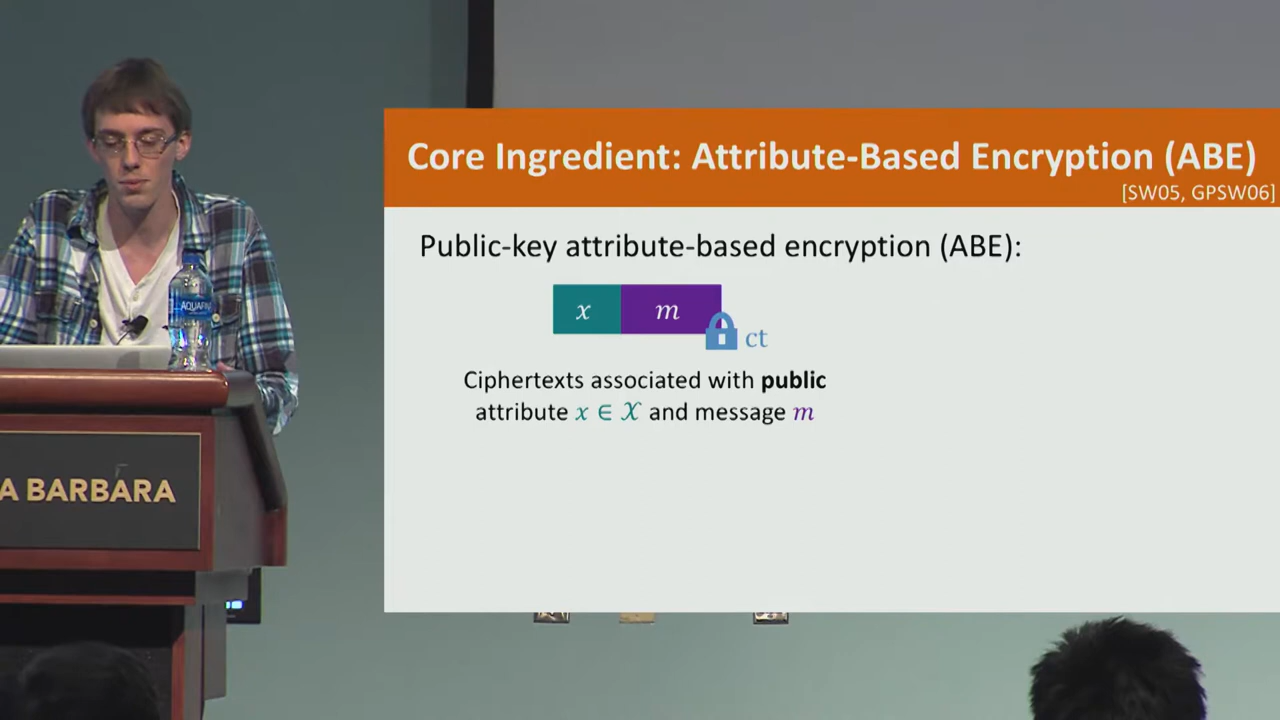 Core Ingredient: Attribute-Based Encryption (ABE)
[SW05, GPSW06]
Public-key attribute-based encryption (ABE):
x m
ct
Ciphertexts associated with public
attribute x ∈ 𝒳 and message m
AQUAFINA
A BARBARA